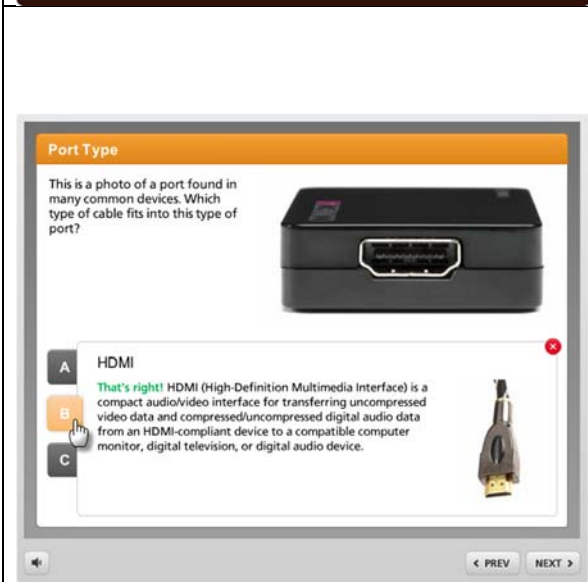 Port Type
This is a photo of a port found in
many common devices. Which
type of cable fits into this type of
port?
A
HDMI
That's right! HDMI (High-Definition Multimedia Interface) is a
compact audio/video interface for transferring uncompressed
B
video data and compressed/uncompressed digital audio data
from an HDMI-compliant device to a compatible computer
monitor, digital television, or digital audio device.
C
< PREV
NEXT >